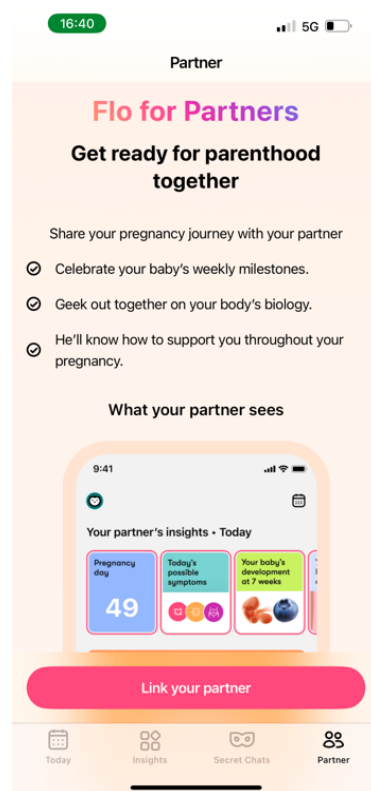 16:40
5G
Partner
Flo for Partners
Get ready for parenthood
together
Share your pregnancy journey with your partner
Celebrate your baby's weekly milestones.
Geek out together on your body's biology.
He'll know how to support you throughout your
pregnancy.
What your partner sees
9:41
Your partner's insights • Today
Pregnancy
day
49
Today's
possible
symptoms
Your baby's
development
at 7 weeks
Link your partner
Today
Insights
Secret Chats
Partner